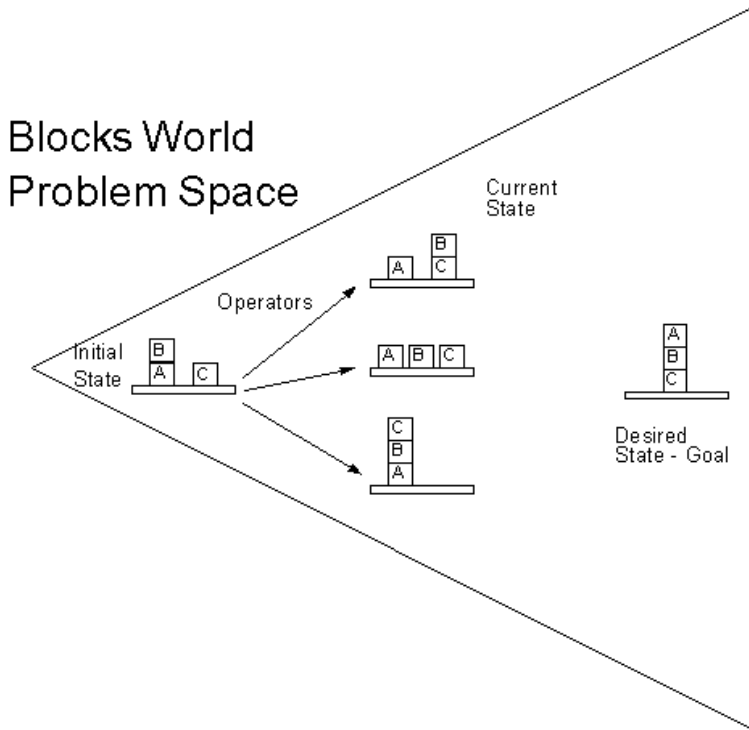 Blocks World
Problem Space
Current
State
B
A
C
Operators
Initial
State
B
A
C
A
B
C
C
B
A
A
B
C
Desired
State - Goal